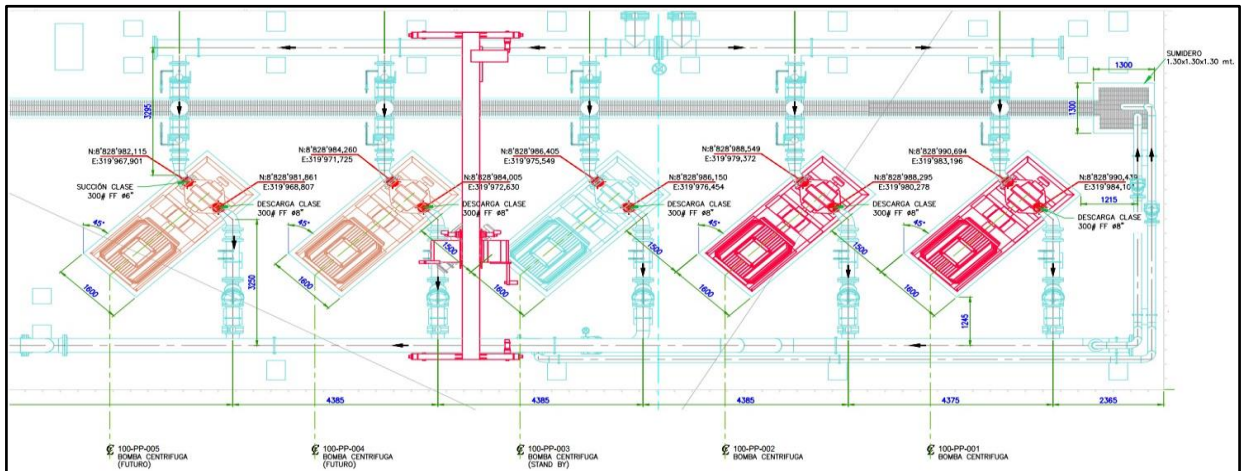 SUMIDERO
1.30x1.30x1.30 mt.
1300
1300
3295
N:8'828'982,115
E:319'967,901
N:8'828'984,260
E:319'971,725
N:8'828'986,405
E:319'975,549
N:8'828'988,549
E:319'979,372
N:8'828'990,694
E:319'983,196
N:8'828'981,861
E:319'968,807
N:8'828'984,005
E:319'972,630
N:8'828'986,150
E:319'976,454
N:8'828'988,295
E:319'980,278
N:8'828'990,439
SUCCIÓN CLASE
300# FF ø6"
DESCARGA CLASE
300# FF ø8"
DESCARGA CLASE
300# FF ø8"
DESCARGA CLASE
300# FF ø8"
DESCARGA CLASE
300# FF ø8"
DESCARGA CLASE
300# FF ø8"
1215
45°
45°
45°
45°
45°
1500
1500
1500
1600
1600
1600
1600
1600
3250
1245
4385
4385
4385
4375
2365
100-PP-005
BOMBA CENTRIFUGA
(FUTURO)
100-PP-004
BOMBA CENTRIFUGA
(FUTURO)
100-PP-003
BOMBA CENTRIFUGA
(STAND BY)
100-PP-002
BOMBA CENTRIFUGA
100-PP-001
BOMBA CENTRIFUGA